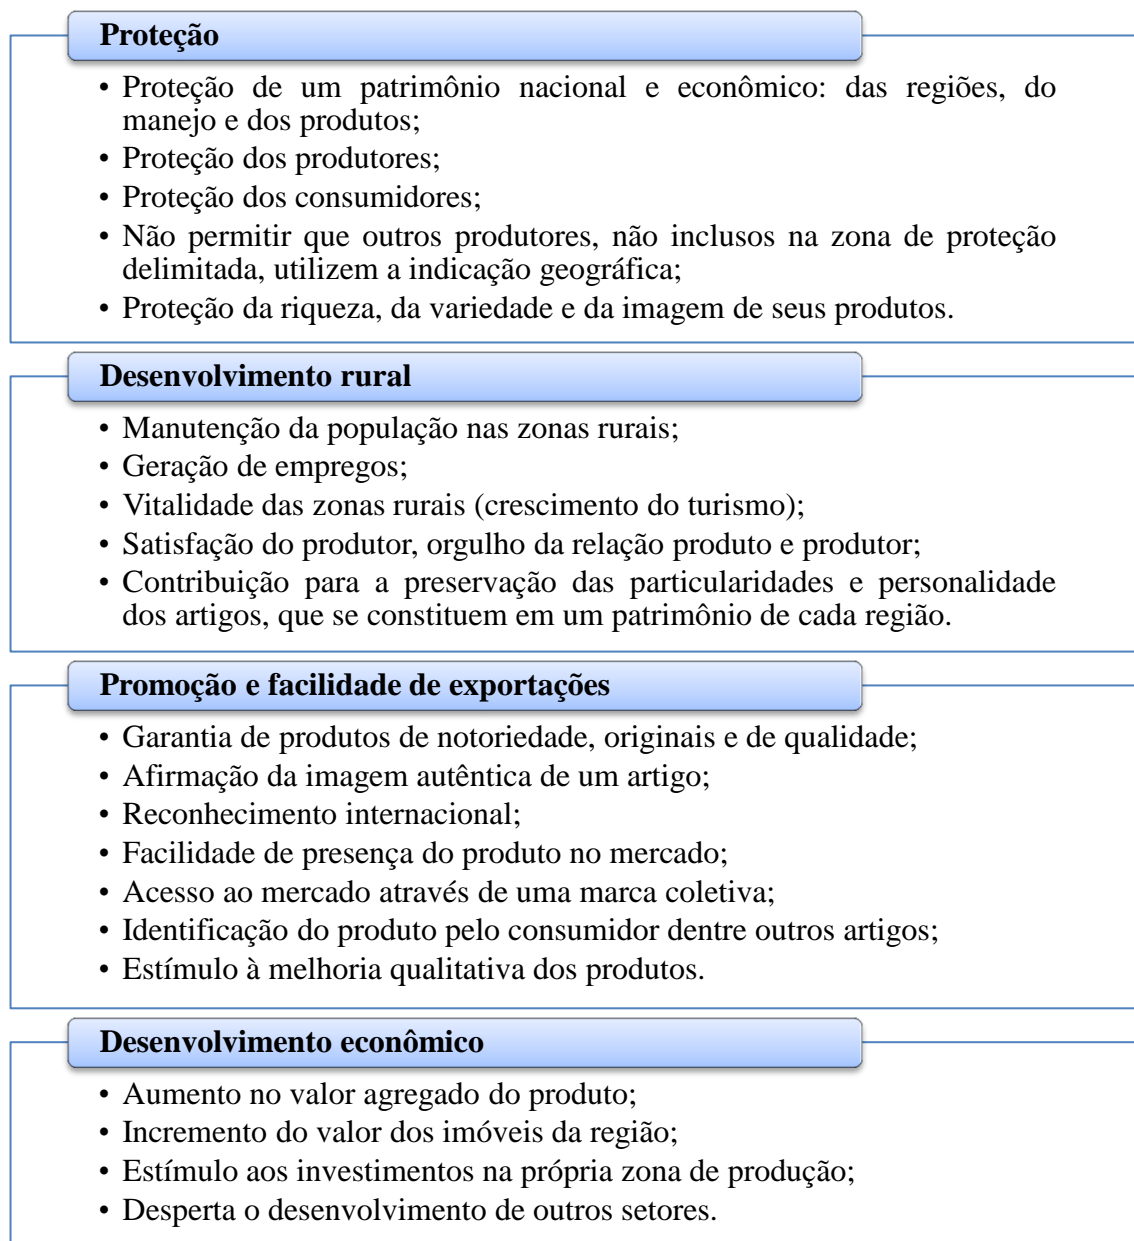 Proteção
• Proteção de um patrimônio nacional e econômico: das regiões, do
manejo e dos produtos;
• Proteção dos produtores;
• Proteção dos consumidores;
• Não permitir que outros produtores, não inclusos na zona de proteção
delimitada, utilizem a indicação geográfica;
• Proteção da riqueza, da variedade e da imagem de seus produtos.
Desenvolvimento rural
• Manutenção da população nas zonas rurais;
• Geração de empregos;
• Vitalidade das zonas rurais (crescimento do turismo);
• Satisfação do produtor, orgulho da relação produto e produtor;
• Contribuição para a preservação das particularidades e personalidade
dos artigos, que se constituem em um patrimônio de cada região.
Promoção e facilidade de exportações
• Garantia de produtos de notoriedade, originais e de qualidade;
• Afirmação da imagem autêntica de um artigo;
• Reconhecimento internacional;
• Facilidade de presença do produto no mercado;
• Acesso ao mercado através de uma marca coletiva;
• Identificação do produto pelo consumidor dentre outros artigos;
• Estímulo à melhoria qualitativa dos produtos.
Desenvolvimento econômico
• Aumento no valor agregado do produto;
• Incremento do valor dos imóveis da região;
• Estímulo aos investimentos na própria zona de produção;
• Desperta o desenvolvimento de outros setores.